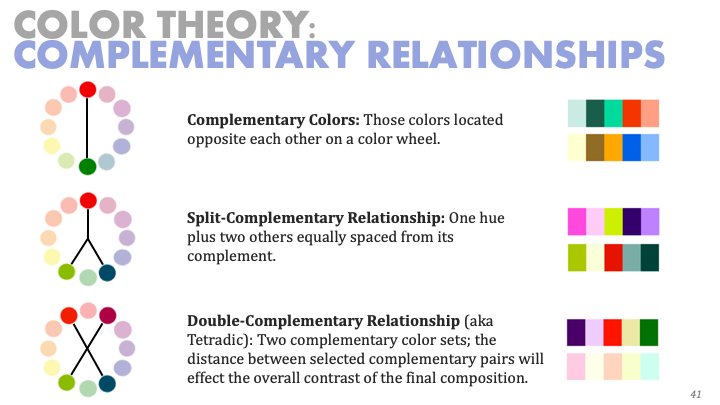 COLOR THEORY:
COMPLEMENTARY RELATIONSHIPS
Complementary Colors: Those colors located
opposite each other on a color wheel.
Split-Complementary Relationship: One hue
plus two others equally spaced from its
complement.
Double-Complementary Relationship (aka
Tetradic): Two complementary color sets; the
distance between selected complementary pairs will
effect the overall contrast of the final composition.
41